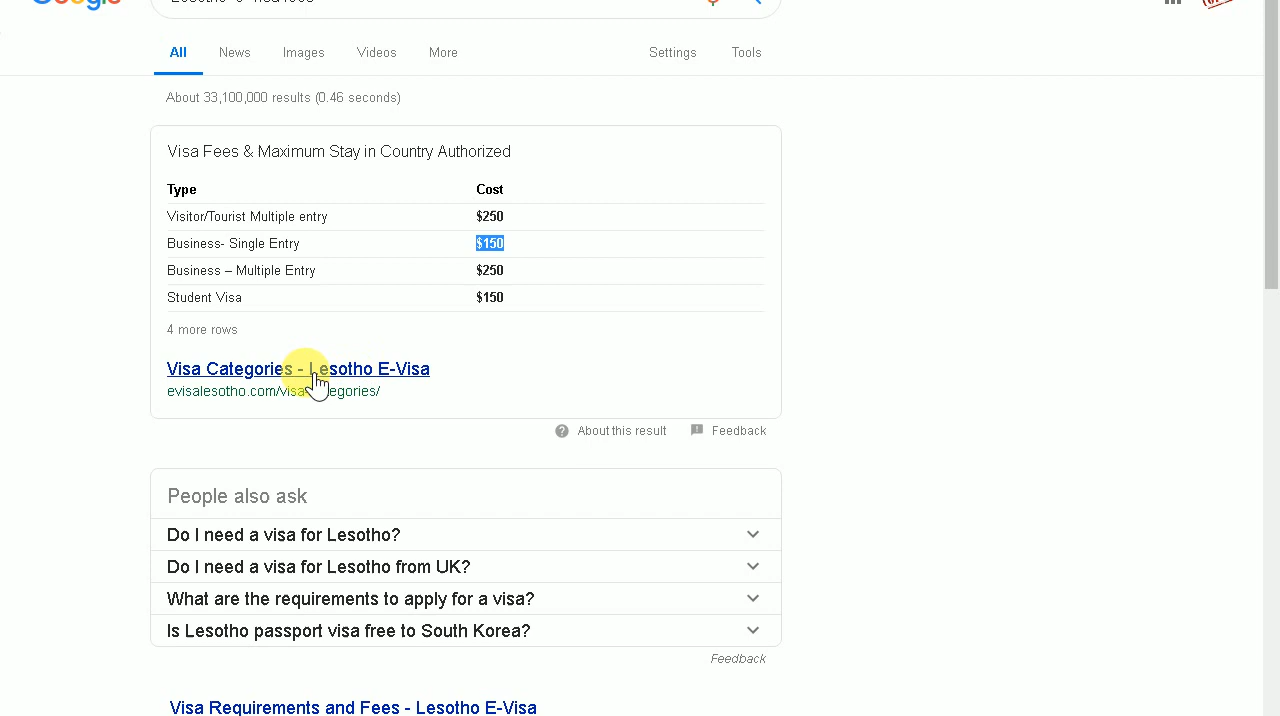 Google
All News Images Videos More Settings Tools
About 33,100,000 results (0.46 seconds)
Visa Fees & Maximum Stay in Country Authorized
Type Cost
Visitor/Tourist Multiple entry $250
Business- Single Entry $150
Business – Multiple Entry $250
Student Visa $150
4 more rows
Visa Categories - Lesotho E-Visa
evisalesotho.com/visa-categories/
About this result Feedback
People also ask
Do I need a visa for Lesotho?
Do I need a visa for Lesotho from UK?
What are the requirements to apply for a visa?
Is Lesotho passport visa free to South Korea?
Feedback
Visa Requirements and Fees - Lesotho E-Visa